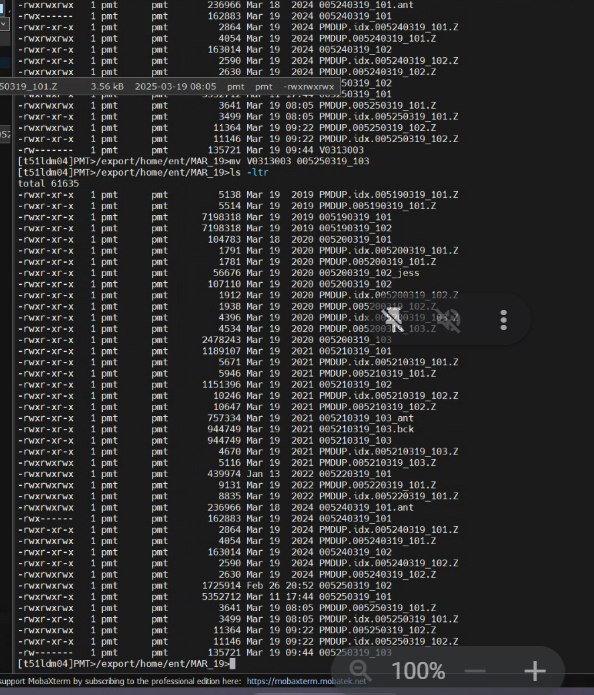 -rwxrwxrwx 1 pmt pmt 236966 Mar 18 2024 005240319_101.ant
-rwx------ 1 pmt pmt 162883 Mar 19 2024 005240319_101
-rwxr-xr-x 1 pmt pmt 2864 Mar 19 2024 PMDUP.idx.005240319_101.Z
-rwxrwxrwx 1 pmt pmt 4054 Mar 19 2024 PMDUP.005240319_101.Z
-rwxr-xr-x 1 pmt pmt 163014 Mar 19 2024 005240319_102
-rwxr-xr-x 1 pmt pmt 2590 Mar 19 2024 PMDUP.idx.005240319_102.Z
-rwxrwxrwx 1 pmt pmt 2630 Mar 19 2024 PMDUP.005240319_102.Z
50319_101.Z 3.56 kB 2025-03-19 08:05 pmt pmt -rwxrwxrwx 50319_102
Mar 11 17:44 005250319_101
-rwxrwxrwx 1 pmt pmt 3641 Mar 19 08:05 PMDUP.005250319_101.Z
-rwxr-xr-x 1 pmt pmt 3499 Mar 19 08:05 PMDUP.idx.005250319_101.Z
-rwxrwxrwx 1 pmt pmt 11364 Mar 19 09:22 PMDUP.005250319_102.Z
-rwxr-xr-x 1 pmt pmt 11146 Mar 19 09:22 PMDUP.idx.005250319_102.Z
-rw------- 1 pmt pmt 135721 Mar 19 09:44 V0313003
[t51ldm04]PMT>/export/home/ent/MAR_19>mv V0313003 005250319_103
[t51ldm04]PMT>/export/home/ent/MAR_19>ls -ltr
total 61635
-rwxr-xr-x 1 pmt pmt 5138 Mar 19 2019 PMDUP.idx.005190319_101.Z
-rwxr-xr-x 1 pmt pmt 5514 Mar 19 2019 PMDUP.005190319_101.Z
-rwxr-xr-x 1 pmt pmt 7198318 Mar 19 2019 005190319_101
-rwxr-xr-x 1 pmt pmt 7198318 Mar 19 2019 005190319_102
-rwxr-xr-x 1 pmt pmt 104783 Mar 18 2020 005200319_101
-rwxr-xr-x 1 pmt pmt 1791 Mar 19 2020 PMDUP.idx.005200319_101.Z
-rwxr-xr-x 1 pmt pmt 1781 Mar 19 2020 PMDUP.005200319_101.Z
-rwxr-xr-x 1 pmt pmt 56676 Mar 19 2020 005200319_102_jess
-rwxr-xr-x 1 pmt pmt 107110 Mar 19 2020 005200319_102
-rwxr-xr-x 1 pmt pmt 1912 Mar 19 2020 PMDUP.idx.005200319_102.Z
-rwxr-xr-x 1 pmt pmt 1938 Mar 19 2020 PMDUP.005200319_102.Z
-rwxr-xr-x 1 pmt pmt 4396 Mar 19 2020 PMDUP.idx.005200319_103.Z
-rwxr-xr-x 1 pmt pmt 4534 Mar 19 2020 PMDUP.005200319_103.Z
-rwxr-xr-x 1 pmt pmt 2478243 Mar 19 2020 005200319_103
-rwxr-xr-x 1 pmt pmt 1189107 Mar 19 2021 005210319_101
-rwxr-xr-x 1 pmt pmt 5671 Mar 19 2021 PMDUP.idx.005210319_101.Z
-rwxr-xr-x 1 pmt pmt 5946 Mar 19 2021 PMDUP.005210319_101.Z
-rwxr-xr-x 1 pmt pmt 1151396 Mar 19 2021 005210319_102
-rwxr-xr-x 1 pmt pmt 10246 Mar 19 2021 PMDUP.idx.005210319_102.Z
-rwxr-xr-x 1 pmt pmt 10647 Mar 19 2021 PMDUP.005210319_102.Z
-rwxr-xr-x 1 pmt pmt 757334 Mar 19 2021 005210319_103_ant
-rwxr-xr-x 1 pmt pmt 944749 Mar 19 2021 005210319_103.bck
-rwxr-xr-x 1 pmt pmt 944749 Mar 19 2021 005210319_103
-rwxr-xr-x 1 pmt pmt 4670 Mar 19 2021 PMDUP.idx.005210319_103.Z
-rwxr-xr-x 1 pmt pmt 5116 Mar 19 2021 PMDUP.005210319_103.Z
-rwxrwxrwx 1 pmt pmt 439974 Jan 13 2022 005220319_101
-rwxrwxrwx 1 pmt pmt 9131 Mar 19 2022 PMDUP.005220319_101.Z
-rwxr-xr-x 1 pmt pmt 8835 Mar 19 2022 PMDUP.idx.005220319_101.Z
-rwxrwxrwx 1 pmt pmt 236966 Mar 18 2024 005240319_101.ant
-rwx------ 1 pmt pmt 162883 Mar 19 2024 005240319_101
-rwxr-xr-x 1 pmt pmt 2864 Mar 19 2024 PMDUP.idx.005240319_101.Z
-rwxrwxrwx 1 pmt pmt 4054 Mar 19 2024 PMDUP.005240319_101.Z
-rwxr-xr-x 1 pmt pmt 163014 Mar 19 2024 005240319_102
-rwxr-xr-x 1 pmt pmt 2590 Mar 19 2024 PMDUP.idx.005240319_102.Z
-rwxrwxrwx 1 pmt pmt 2630 Mar 19 2024 PMDUP.005240319_102.Z
-rwxrwxrwx 1 pmt pmt 1725914 Feb 26 20:52 005250319_102
-rwxrwxrwx 1 pmt pmt 5352712 Mar 11 17:44 005250319_101
-rwxrwxrwx 1 pmt pmt 3641 Mar 19 08:05 PMDUP.005250319_101.Z
-rwxr-xr-x 1 pmt pmt 3499 Mar 19 08:05 PMDUP.idx.005250319_101.Z
-rwxrwxrwx 1 pmt pmt 11364 Mar 19 09:22 PMDUP.005250319_102.Z
-rwxr-xr-x 1 pmt pmt 11146 Mar 19 09:22 PMDUP.idx.005250319_102.Z
-rw------- 1 pmt pmt 135721 Mar 19 09:44 005250319_103
[t51ldm04]PMT>/export/home/ent/MAR_19>
100%
support MobaXterm by subscribing to the professional edition here: https://mobaxterm.mobatek.net